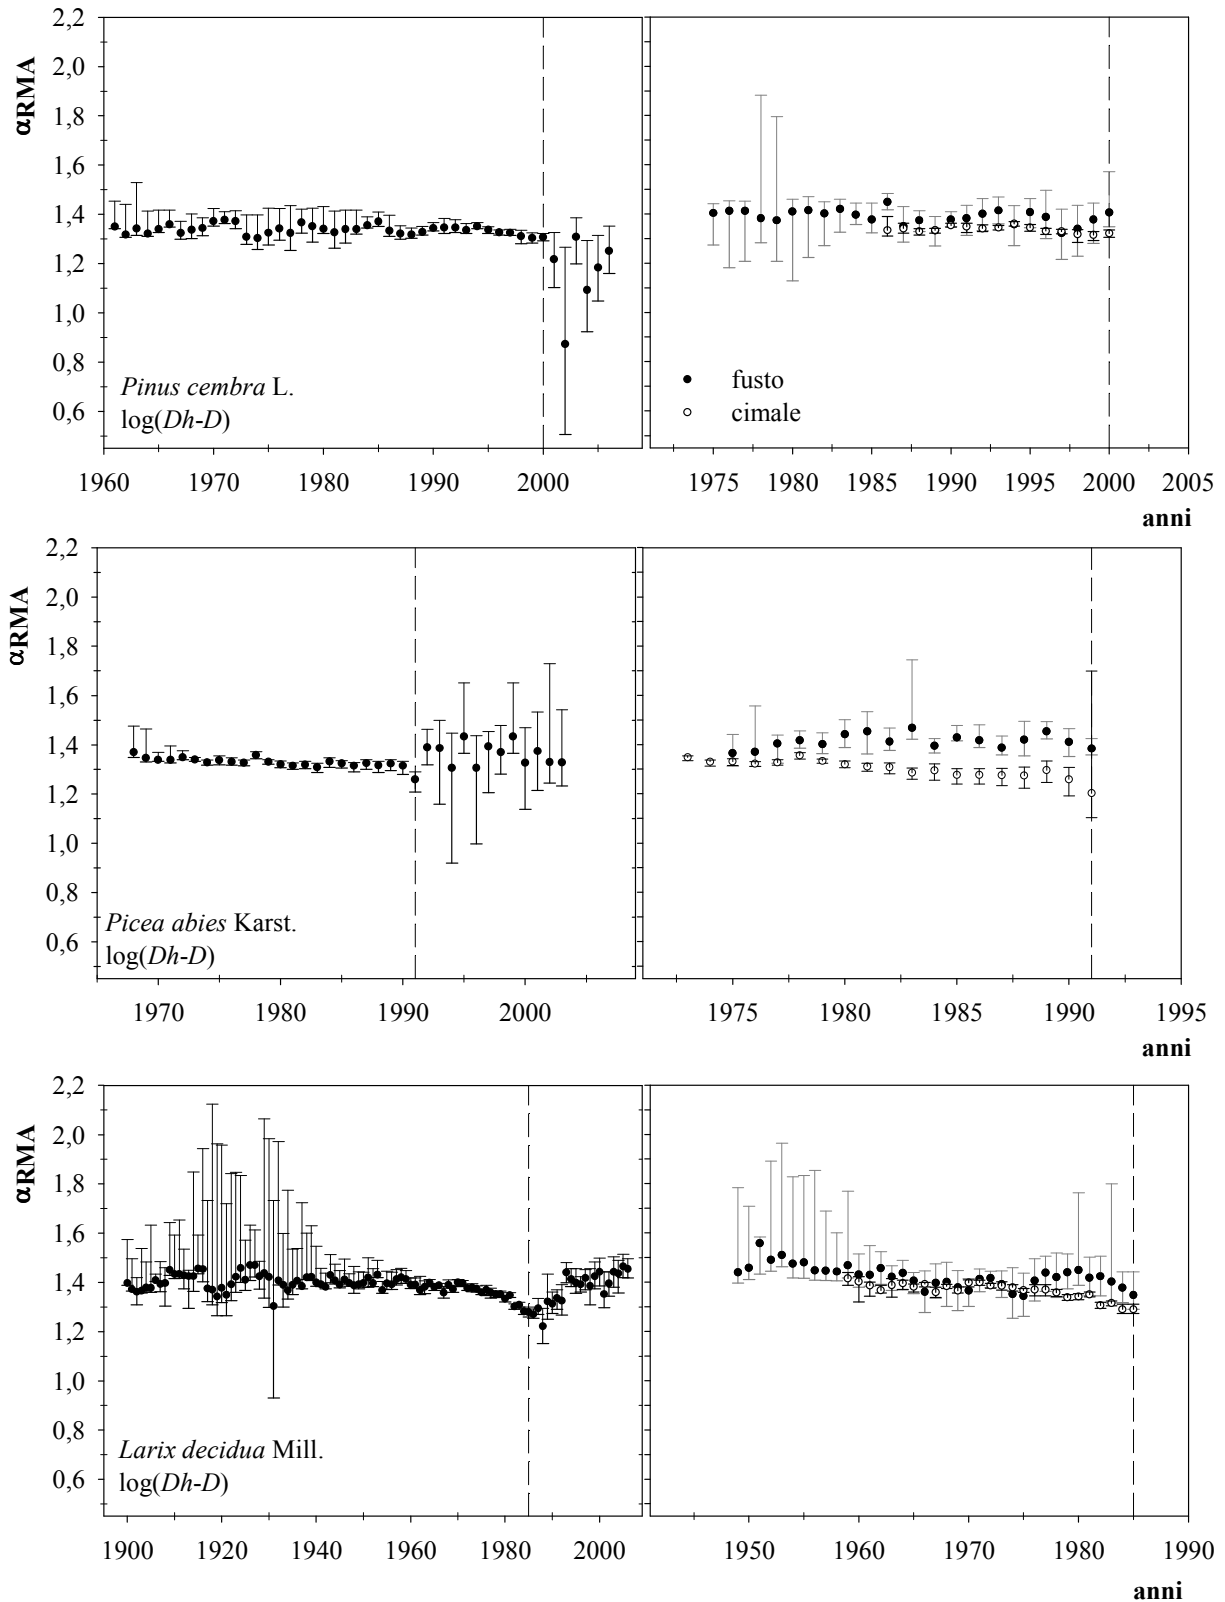 2,2
2,0
1,8
1,6
1,4
1,2
1,0
0,8
0,6
αRMA
Pinus cembra L.
log(Dh-D)
1960 1970 1980 1990 2000
fusto
cimale
1975 1980 1985 1990 1995 2000 2005
anni
2,2
2,0
1,8
1,6
1,4
1,2
1,0
0,8
0,6
αRMA
Picea abies Karst.
log(Dh-D)
1970 1980 1990 2000
1975 1980 1985 1990 1995
anni
2,2
2,0
1,8
1,6
1,4
1,2
1,0
0,8
0,6
αRMA
Larix decidua Mill.
log(Dh-D)
1900 1920 1940 1960 1980 2000
1950 1960 1970 1980 1990
anni